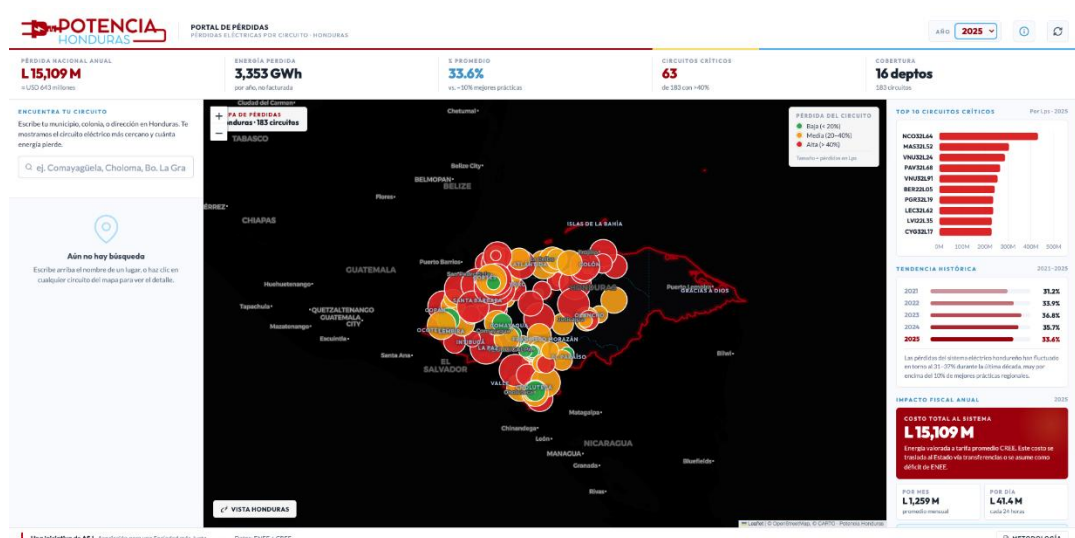 POTENCIA
HONDURAS
PORTAL DE PÉRDIDAS
PÉRDIDAS ELÉCTRICAS POR CIRCUITO · HONDURAS
AÑO 2025
PÉRDIDA NACIONAL ANUAL
L 15,109 M
≈ USD 643 millones
ENERGÍA PERDIDA
3,353 GWh
por año, no facturada
% PROMEDIO
33.6%
vs. ~10% mejores prácticas
CIRCUITOS CRÍTICOS
63
de 183 con >40%
COBERTURA
16 deptos
183 circuitos
ENCUENTRA TU CIRCUITO
Escribe tu municipio, colonia, o dirección en Honduras. Te
mostramos el circuito eléctrico más cercano y cuánta
energía pierde.
ej. Comayagüela, Choloma, Bo. La Gra
Aún no hay búsqueda
Escribe arriba el nombre de un lugar, o haz clic en
cualquier circuito del mapa para ver el detalle.
+
−
PA DE PÉRDIDAS
nduras · 183 circuitos
PÉRDIDA DEL CIRCUITO
Baja (< 20%)
Media (20–40%)
Alta (> 40%)
Tamaño = pérdida en Lps
Ciudad del Carmen
TABASCO
Chetumal
Belize City
BELMOPAN
BELIZE
Flores
CHIAPAS
ISLAS DE LA BAHÍA
Puerto Barrios
GUATEMALA
COLÓN
Huehuetenango
Puerto Lempira
GRACIAS A DIOS
SANTA BÁRBARA
HONDURAS
Tapachula
QUETZALTENANGO
GUATEMALA
CITY
Mazatenango
Escuintla
Santa Ana
EL
SALVADOR
VALLE
CHOLUTECA
Bilwi
Matagalpa
Chinandega
León
NICARAGUA
MANAGUA
Granada
Bluefields
Rivas
VISTA HONDURAS
Leaflet | © OpenStreetMap, © CARTO · Potencia Honduras
TOP 10 CIRCUITOS CRÍTICOS
Por Lps · 2025
NCO32L64
MAS32L52
VNU32L24
PAV32L68
VNU32L91
BER22L05
PGR32L19
LEC32L62
LVI22L35
CYG32L17
0M 100M 200M 300M 400M 500M
TENDENCIA HISTÓRICA
2021–2025
2021 31.2%
2022 33.9%
2023 36.8%
2024 35.7%
2025 33.6%
Las pérdidas del sistema eléctrico hondureño han fluctuado
en torno al 31–37% durante la última década, muy por
encima del 10% de mejores prácticas regionales.
IMPACTO FISCAL ANUAL
2025
COSTO TOTAL AL SISTEMA
L 15,109 M
Energía valorada a tarifa promedio CREE. Este costo se
traslada al Estado vía transferencias o se asume como
déficit de ENEE.
POR MES
L 1,259 M
promedio mensual
POR DÍA
L 41.4 M
cada 24 horas
METODOLOGÍA